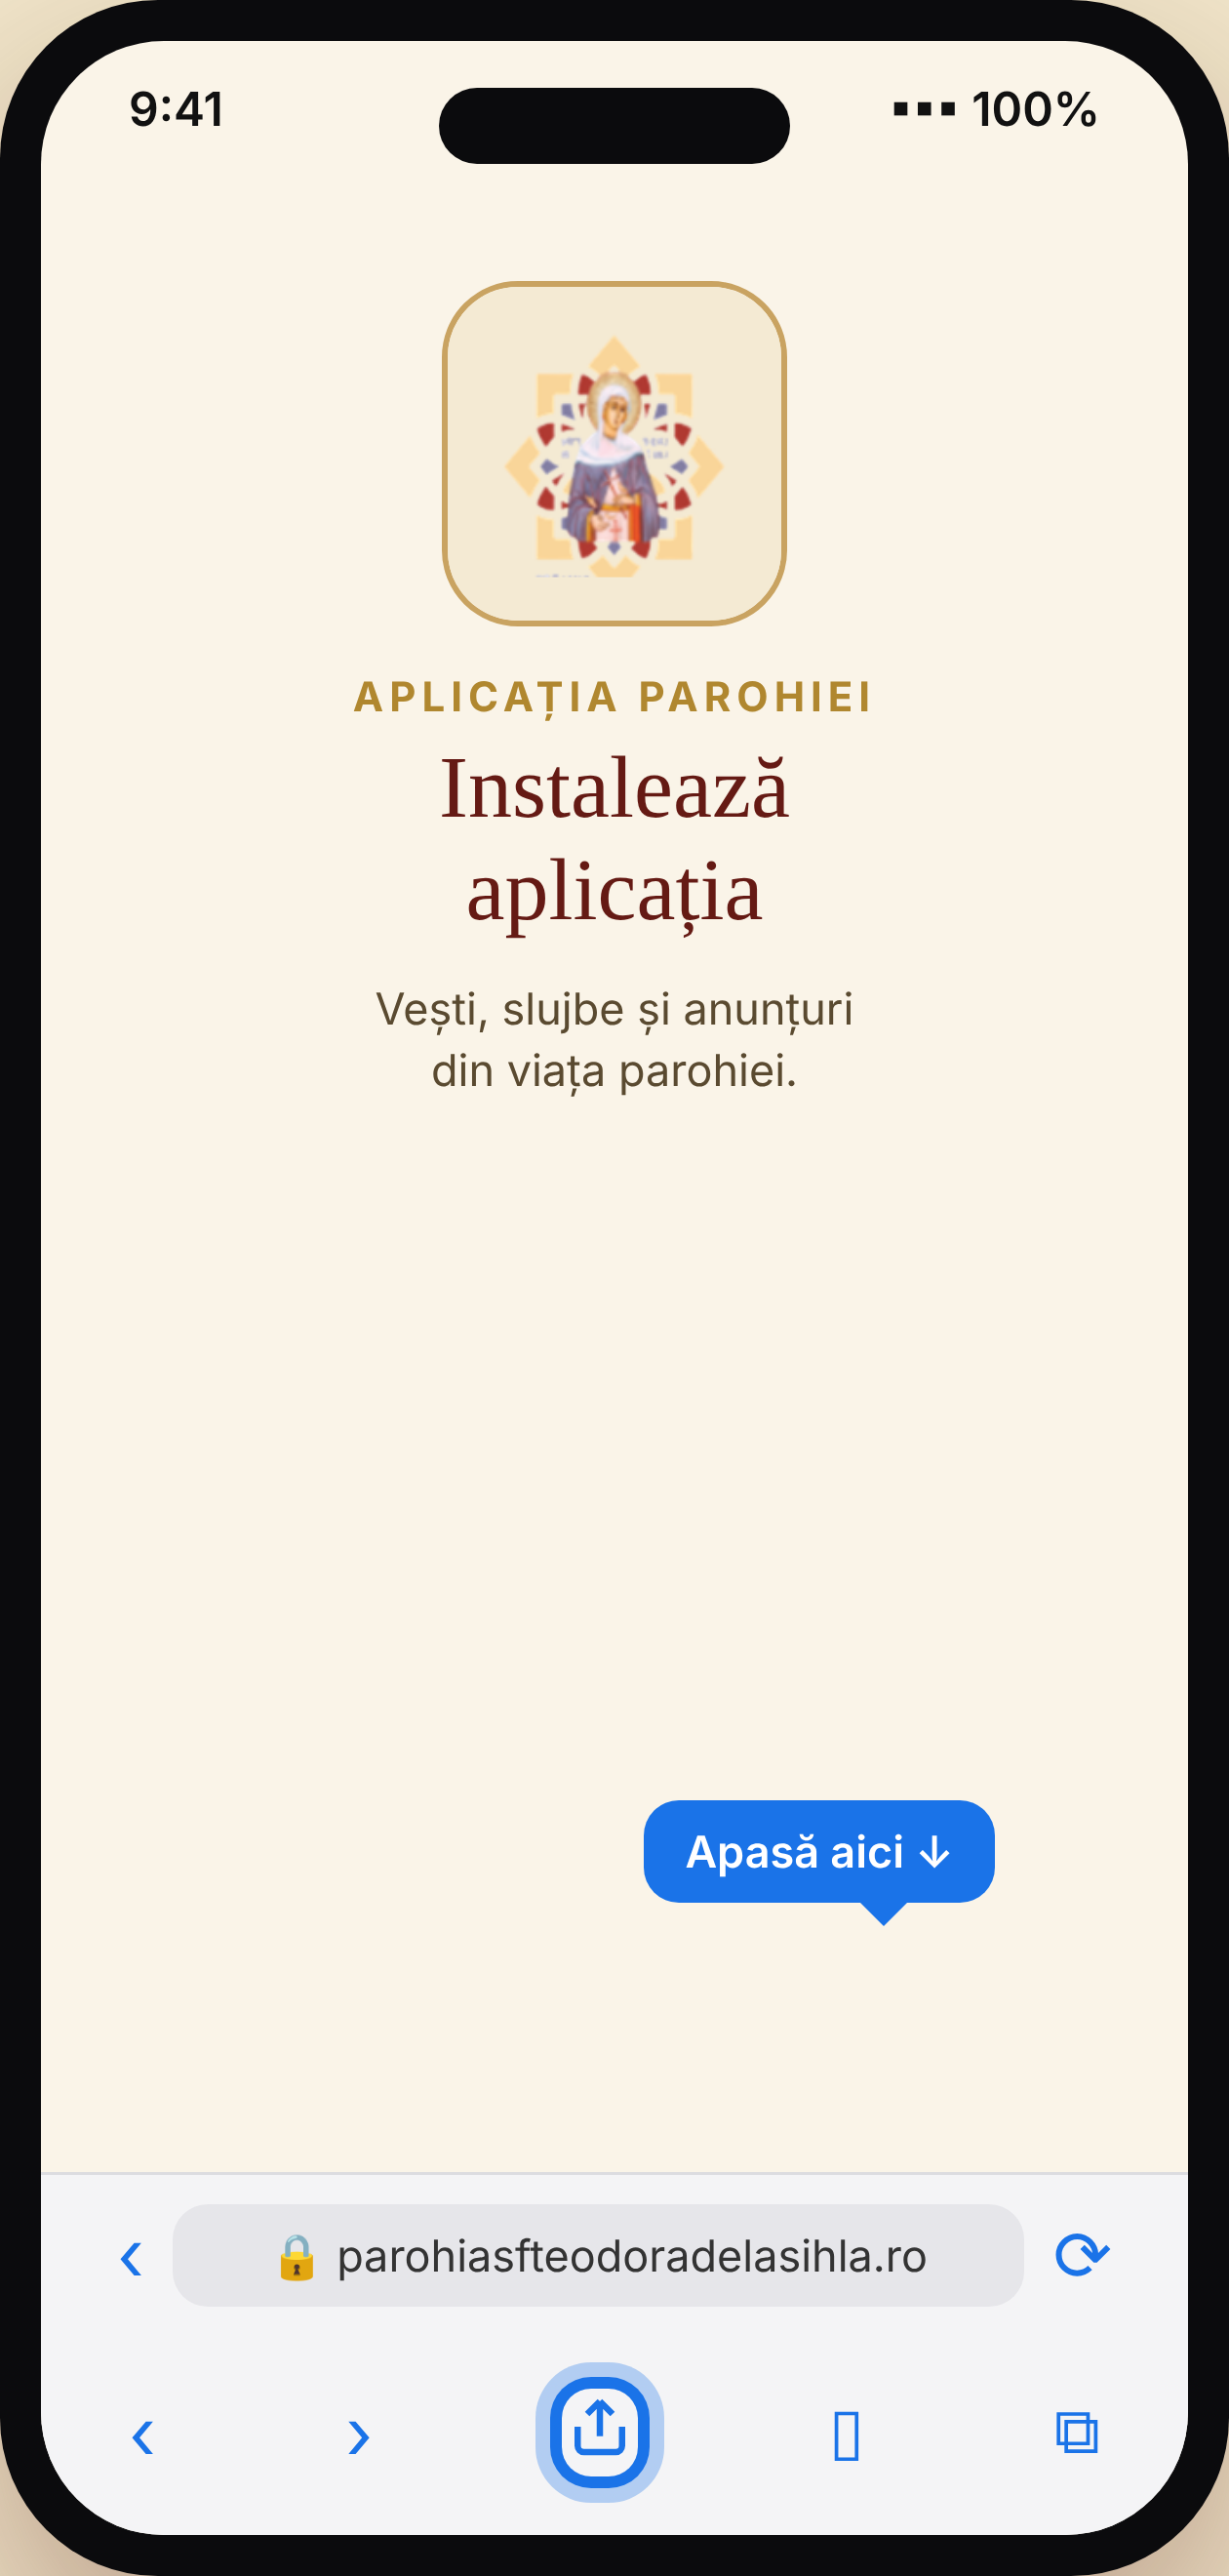 9:41
100%
APLICAȚIA PAROHIEI
Instalează
aplicația
Vești, slujbe și anunțuri
din viața parohiei.
Apasă aici ↓
parohiasfteodoradelasihla.ro